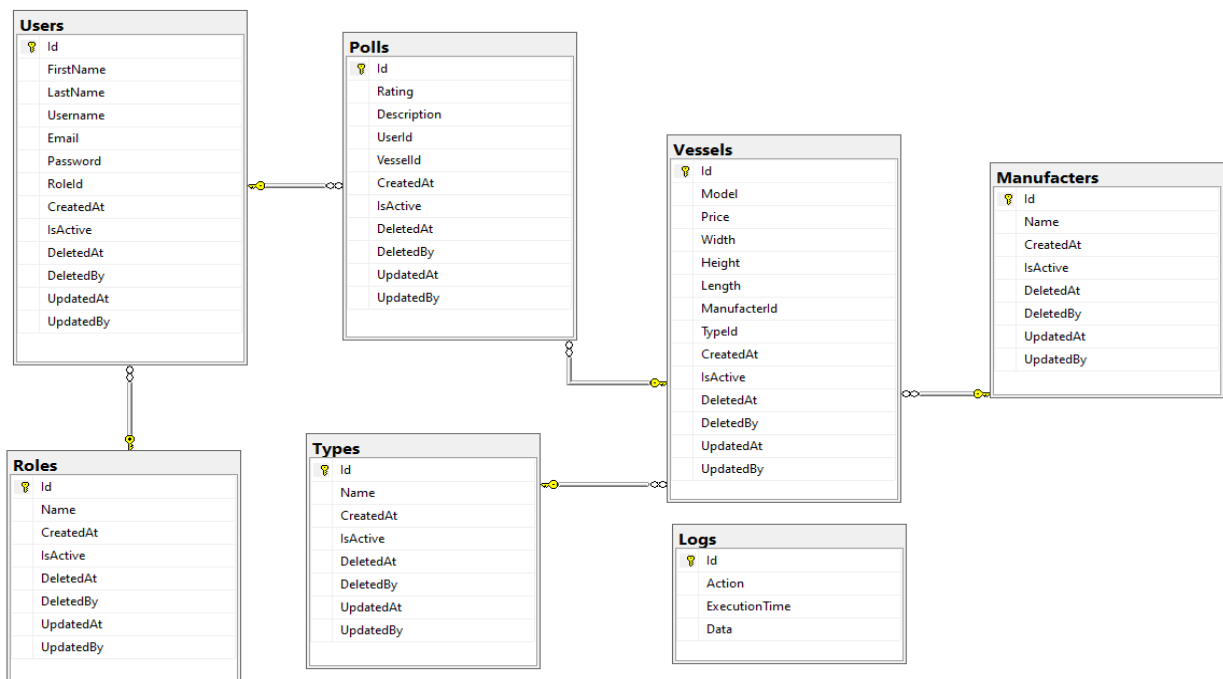 Users
Id
FirstName
LastName
Username
Email
Password
RoleId
CreatedAt
IsActive
DeletedAt
DeletedBy
UpdatedAt
UpdatedBy
Polls
Id
Rating
Description
UserId
VesselId
CreatedAt
IsActive
DeletedAt
DeletedBy
UpdatedAt
UpdatedBy
Vessels
Id
Model
Price
Width
Height
Length
ManufacterId
TypeId
CreatedAt
IsActive
DeletedAt
DeletedBy
UpdatedAt
UpdatedBy
Manufacters
Id
Name
CreatedAt
IsActive
DeletedAt
DeletedBy
UpdatedAt
UpdatedBy
Roles
Id
Name
CreatedAt
IsActive
DeletedAt
DeletedBy
UpdatedAt
UpdatedBy
Types
Id
Name
CreatedAt
IsActive
DeletedAt
DeletedBy
UpdatedAt
UpdatedBy
Logs
Id
Action
ExecutionTime
Data